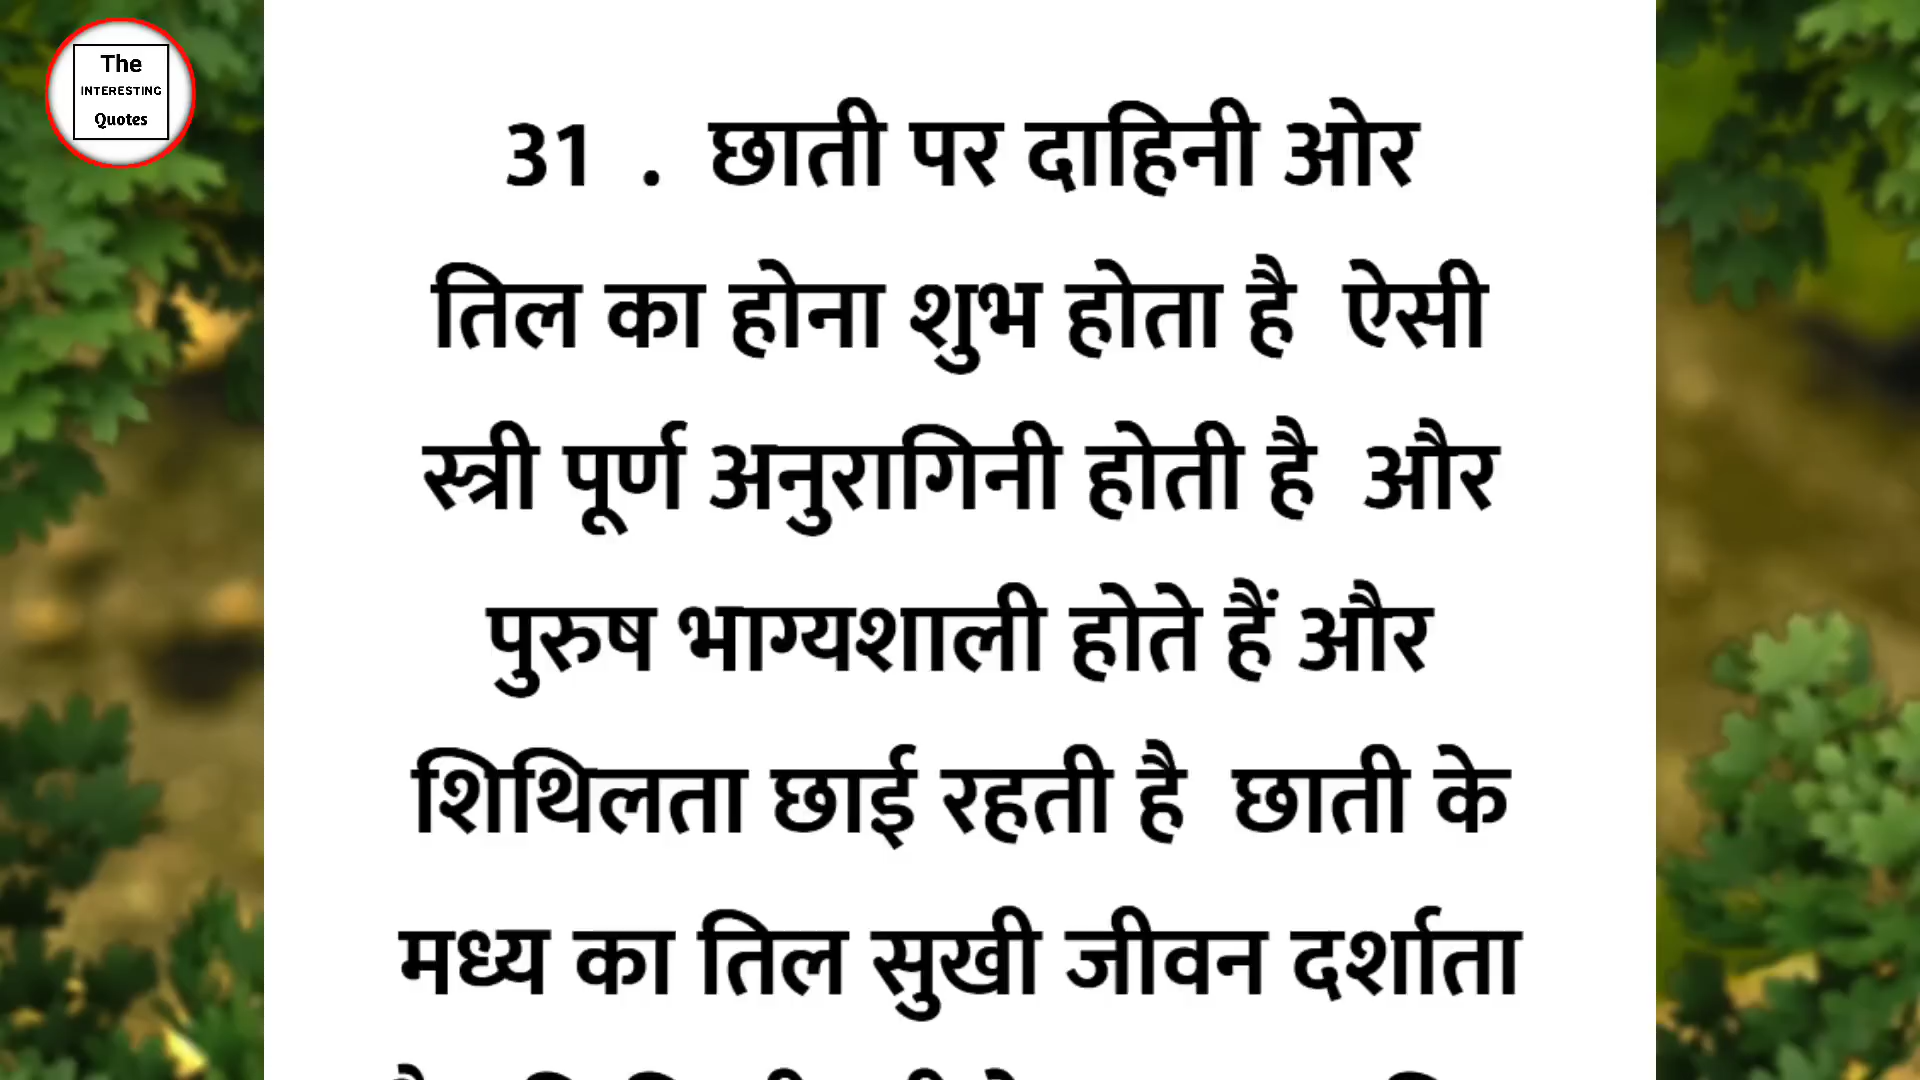 The
INTERESTING
Quotes
31 . छाती पर दाहिनी ओर
तिल का होना शुभ होता है ऐसी
स्त्री पूर्ण अनुरागिनी होती है और
पुरुष भाग्यशाली होते हैं और
शिथिलता छाई रहती है छाती के
मध्य का तिल सुखी जीवन दर्शाता